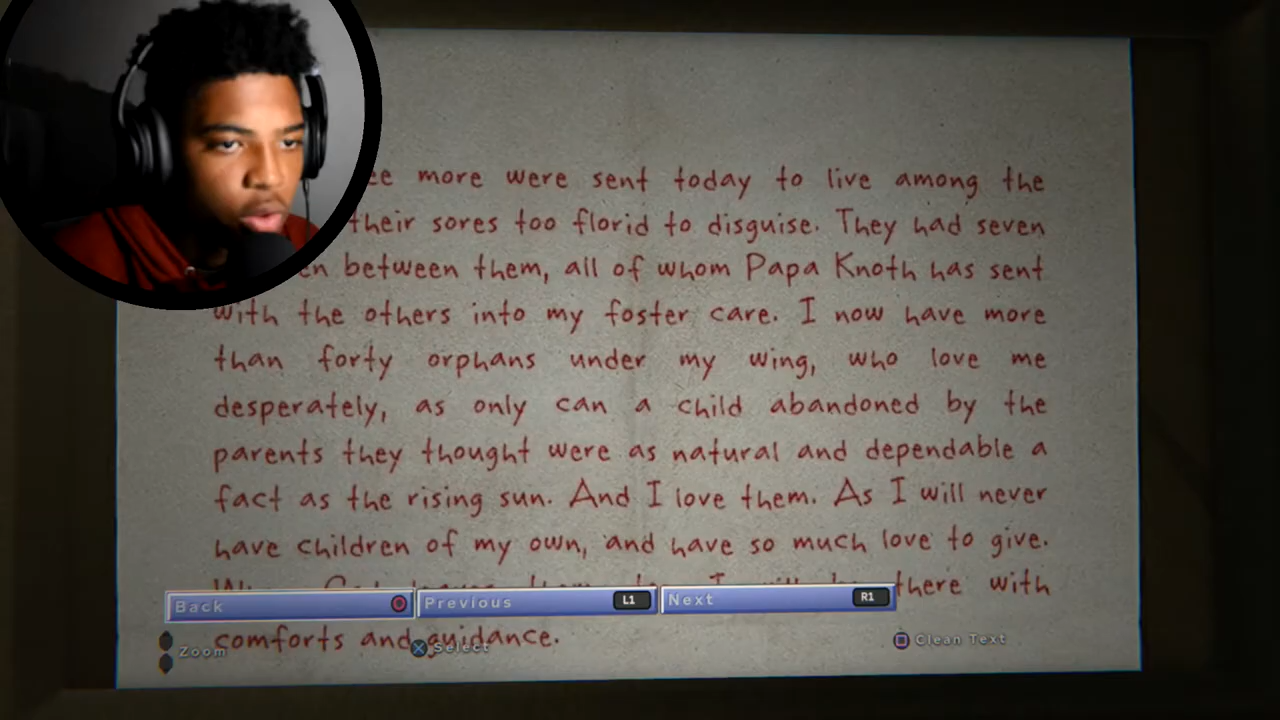 more were sent today to live among the
their sores too florid to disguise. They had seven
between them, all of whom Papa Knoth has sent
with the others into my foster care. I now have more
than forty orphans under my wing, who love me
desperately, as only can a child abandoned by the
parents they thought were as natural and dependable a
fact as the rising sun. And I love them. As I will never
have children of my own, and have so much love to give.
there with
Back Previous L1 Next R1
comforts and guidance.
Zoom Select Clean Text